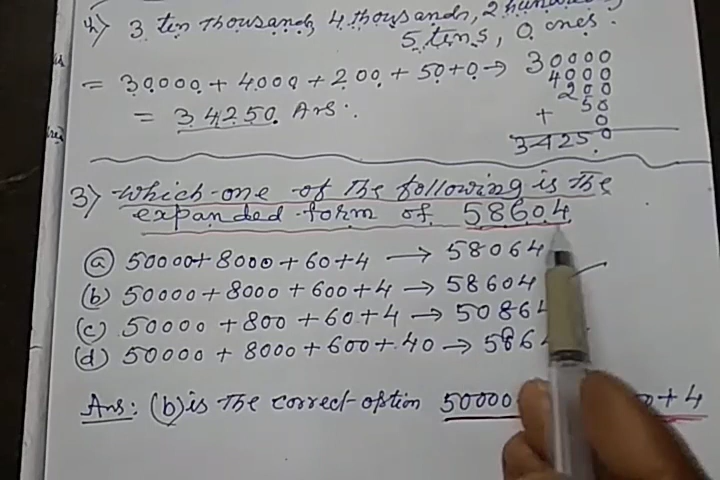 4) 3 ten thousands, 4 thousands, 2
5 tens, 0 ones.
= 30000 + 4000 + 200 + 50+0 → 30000
4000
200
50
+ 0
= 34250 Ans.
34250
3) which one of the following is the
expanded form of 58604
(a) 50000+8000+60+4 → 58064
(b) 50000+8000+600+4 → 58604
(c) 50000+800+60+4 → 5086
(d) 50000+8000+600+40 → 586
Ans: (b) is the correct option 50000 +4